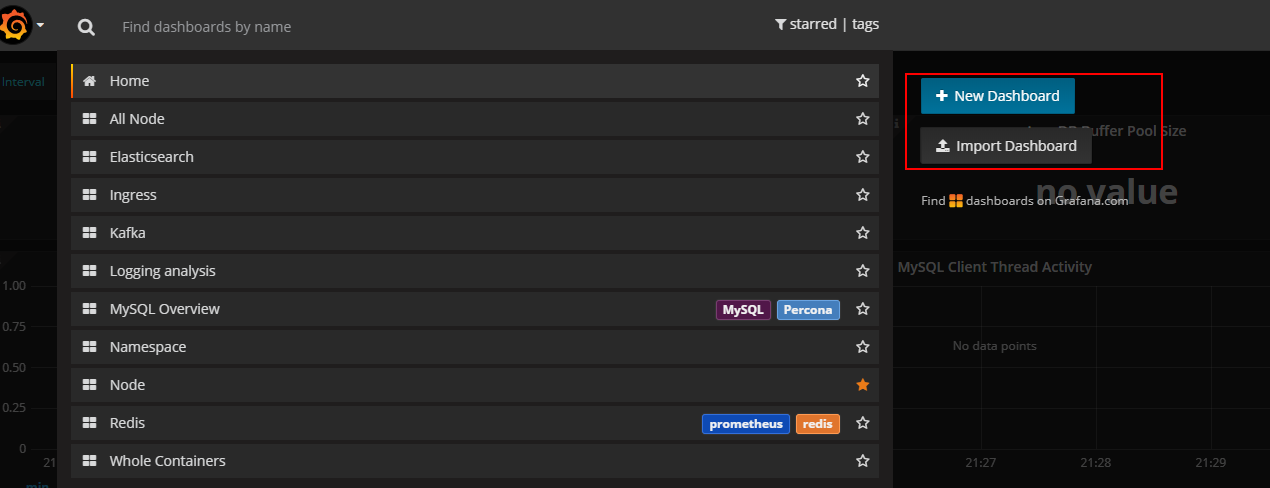 Find dashboards by name
starred | tags
Interval
Home
New Dashboard
All Node
Buffer Pool Size
Import Dashboard
Elasticsearch
Ingress
no value
Find dashboards on Grafana.com
Kafka
Logging analysis
MySQL Client Thread Activity
1.00
MySQL Overview
MySQL
Percona
0.75
Namespace
No data points
0.50
Node
0.25
Redis
prometheus
redis
0
Whole Containers
21
21:27
21:28
21:29
min